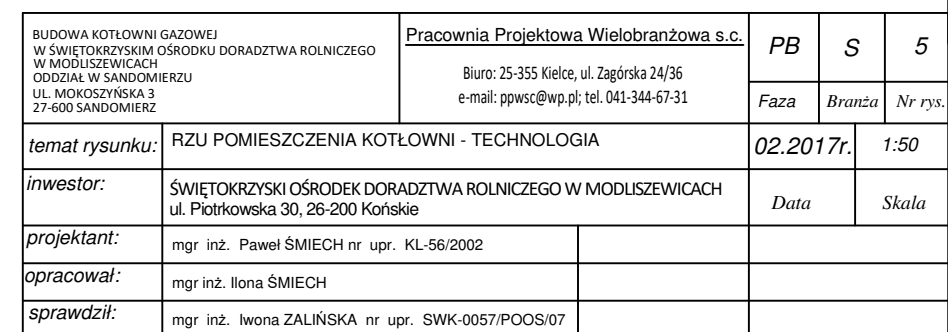 BUDOWA KOTŁOWNI GAZOWEJ
W ŚWIĘTOKRZYSKIM OŚRODKU DORADZTWA ROLNICZEGO
W MODLISZEWICACH
ODDZIAŁ W SANDOMIERZU
UL. MOKOSZYŃSKA 3
27-600 SANDOMIERZ
Pracownia Projektowa Wielobranżowa s.c.
Biuro: 25-355 Kielce, ul. Zagórska 24/36
e-mail: ppwsc@wp.pl; tel. 041-344-67-31
PB S 5
Faza Branża Nr rys.
temat rysunku: RZU POMIESZCZENIA KOTŁOWNI - TECHNOLOGIA
02.2017r. 1:50
inwestor: ŚWIĘTOKRZYSKI OŚRODEK DORADZTWA ROLNICZEGO W MODLISZEWICACH
ul. Piotrkowska 30, 26-200 Końskie
Data Skala
projektant: mgr inż. Paweł ŚMIECH nr upr. KL-56/2002
opracował: mgr inż. Ilona ŚMIECH
sprawdził: mgr inż. Iwona ZALIŃSKA nr upr. SWK-0057/POOS/07